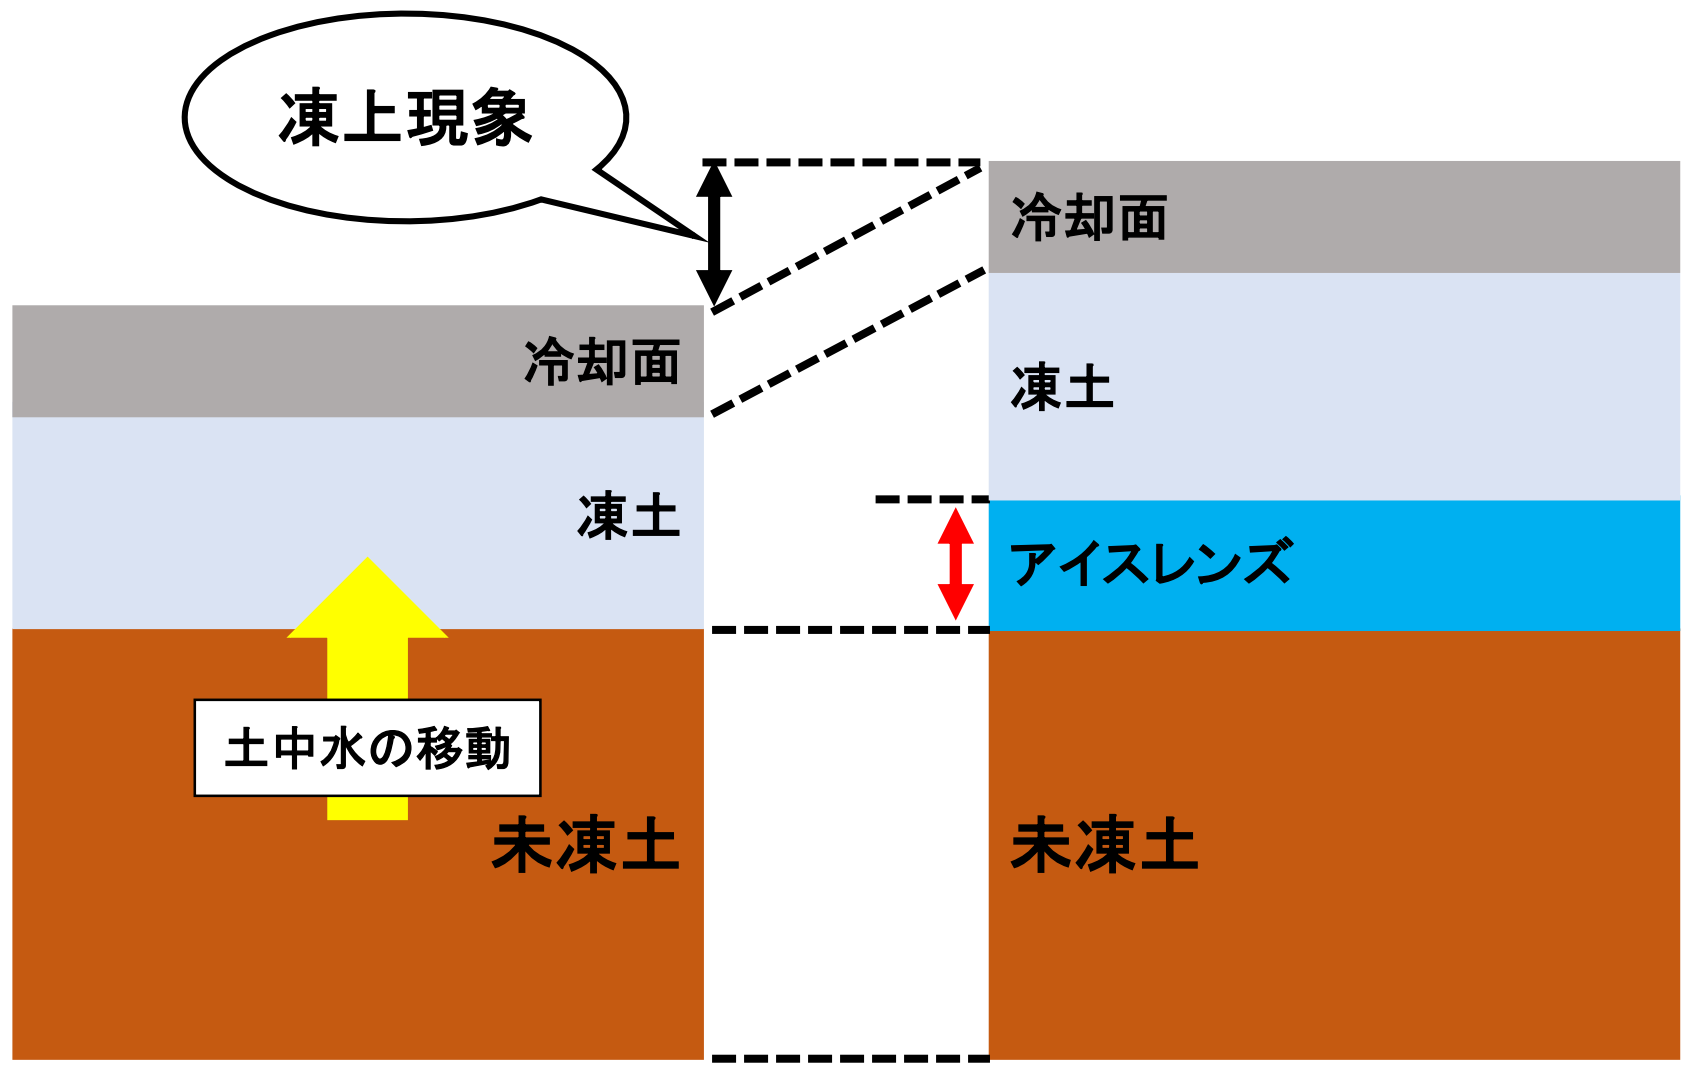 凍上現象
冷却面
凍土
土中水の移動
未凍土
冷却面
凍土
アイスレンズ
未凍土